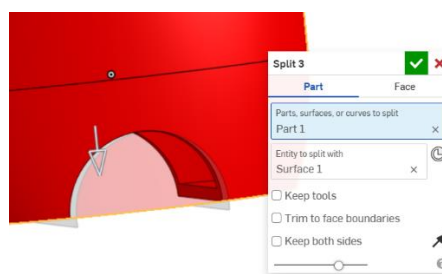 Split 3
Part Face
Parts, surfaces, or curves to split
Part 1
Entity to split with
Surface 1
Keep tools
Trim to face boundaries
Keep both sides